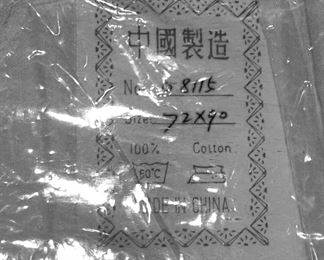 中國製造
No. 8115
Size: 72X90
100% Cotton
60°C
MADE IN CHINA